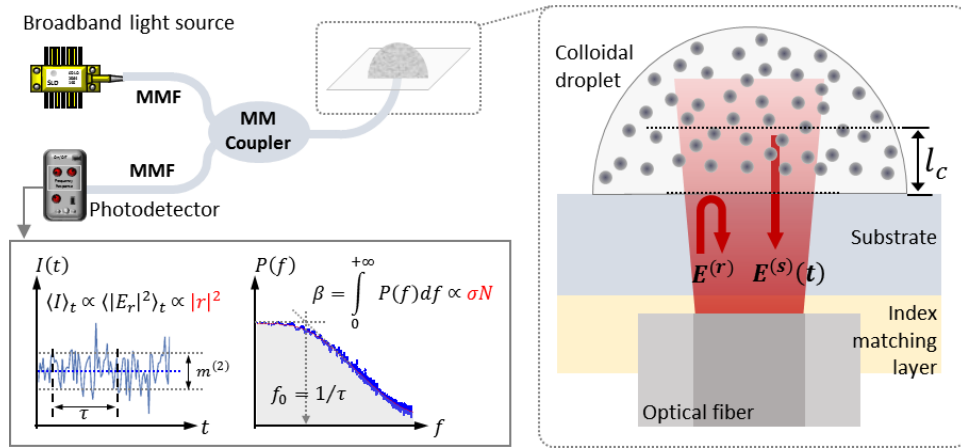 Broadband light source
SLD
MMF
MM
Coupler
MMF
Photodetector
I(t)
⟨I⟩ₜ ∝ ⟨|Eᵣ|²⟩ₜ ∝ |r|²
m⁽²⁾
τ
t
P(f)
β = ∫₀⁺∞ P(f)df ∝ σN
f₀ = 1/τ
f
Colloidal
droplet
l_c
E⁽ʳ⁾
E⁽ˢ⁾(t)
Substrate
Index
matching
layer
Optical fiber